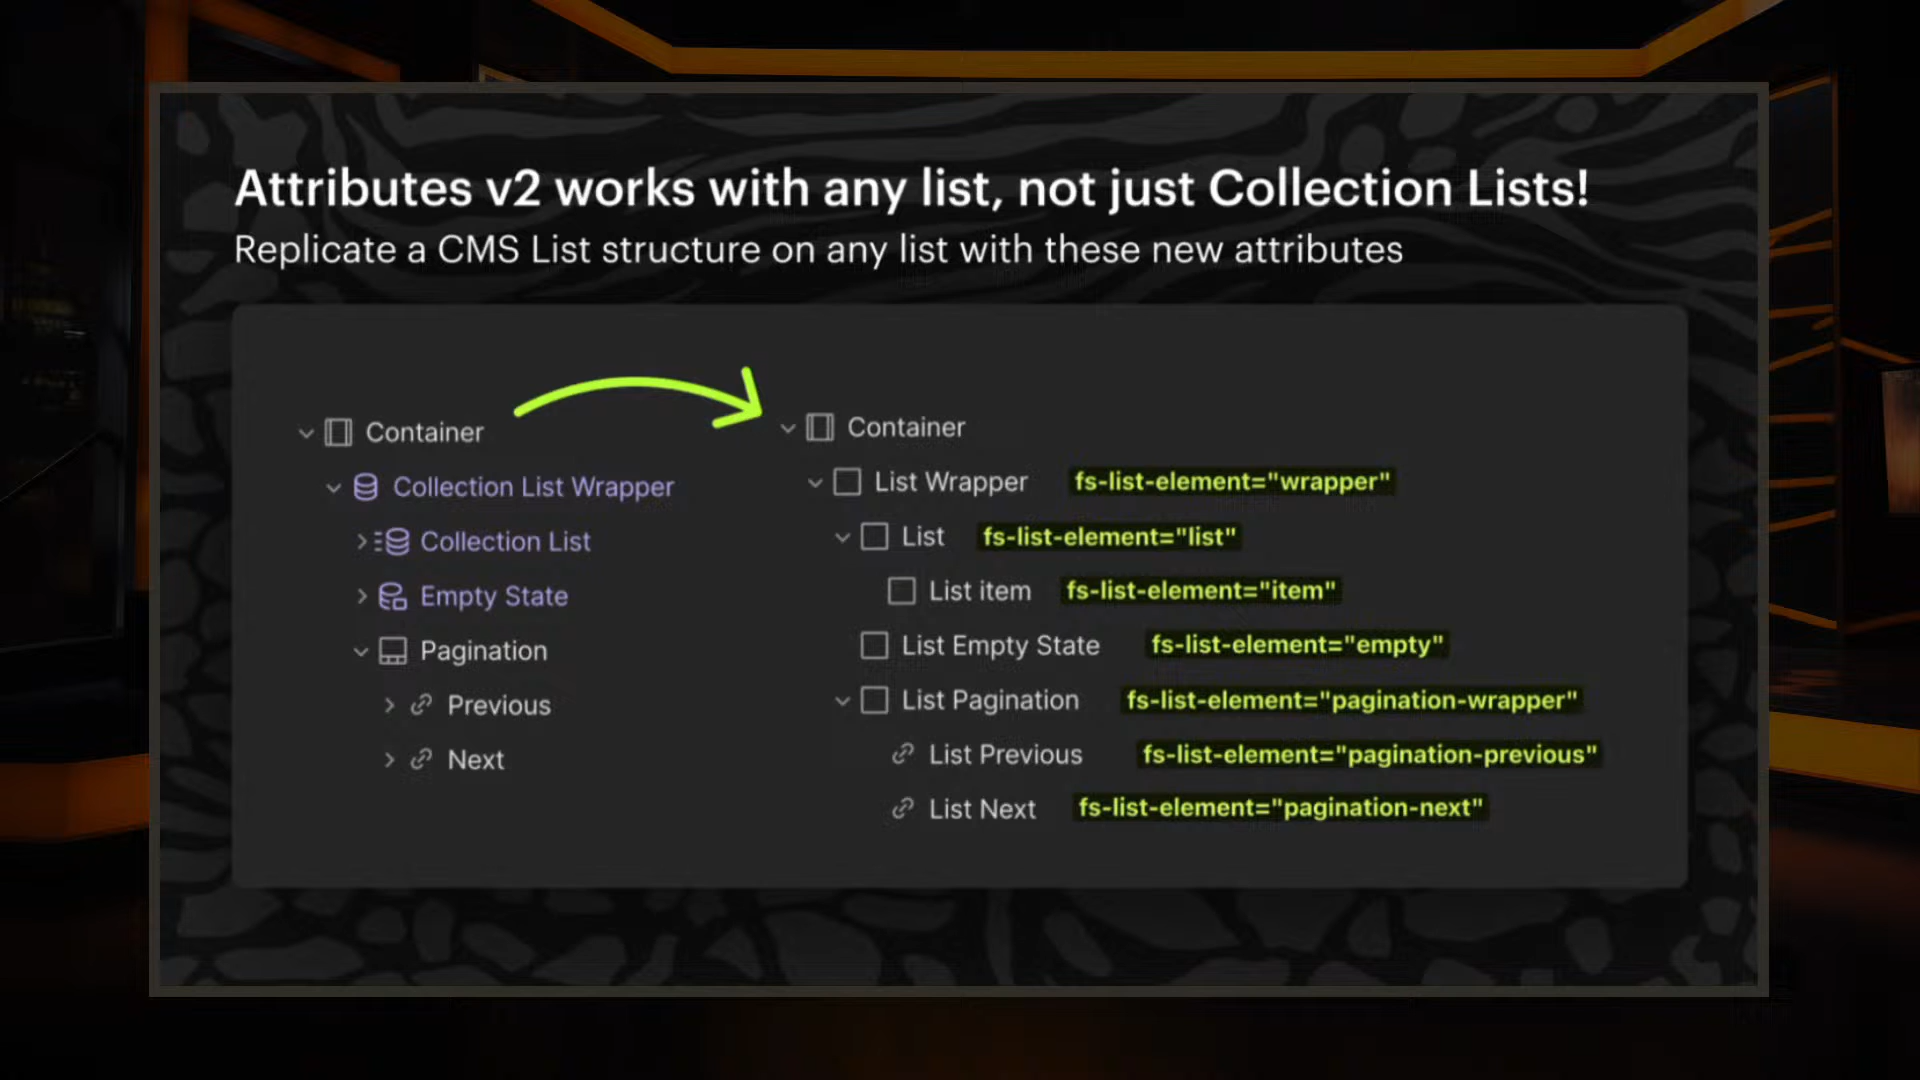 Attributes v2 works with any list, not just Collection Lists!
Replicate a CMS List structure on any list with these new attributes
Container
Collection List Wrapper
Collection List
Empty State
Pagination
Previous
Next
Container
List Wrapper fs-list-element="wrapper"
List fs-list-element="list"
List item fs-list-element="item"
List Empty State fs-list-element="empty"
List Pagination fs-list-element="pagination-wrapper"
List Previous fs-list-element="pagination-previous"
List Next fs-list-element="pagination-next"